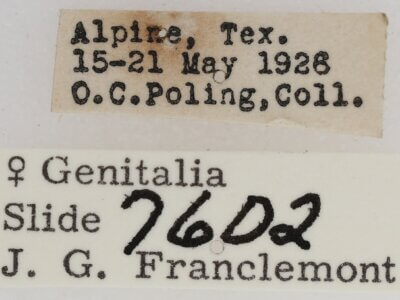 Alpine, Tex.
15-21 May 1926
O.C.Poling,Coll.
♀ Genitalia
Slide 7602
J. G. Franclemont